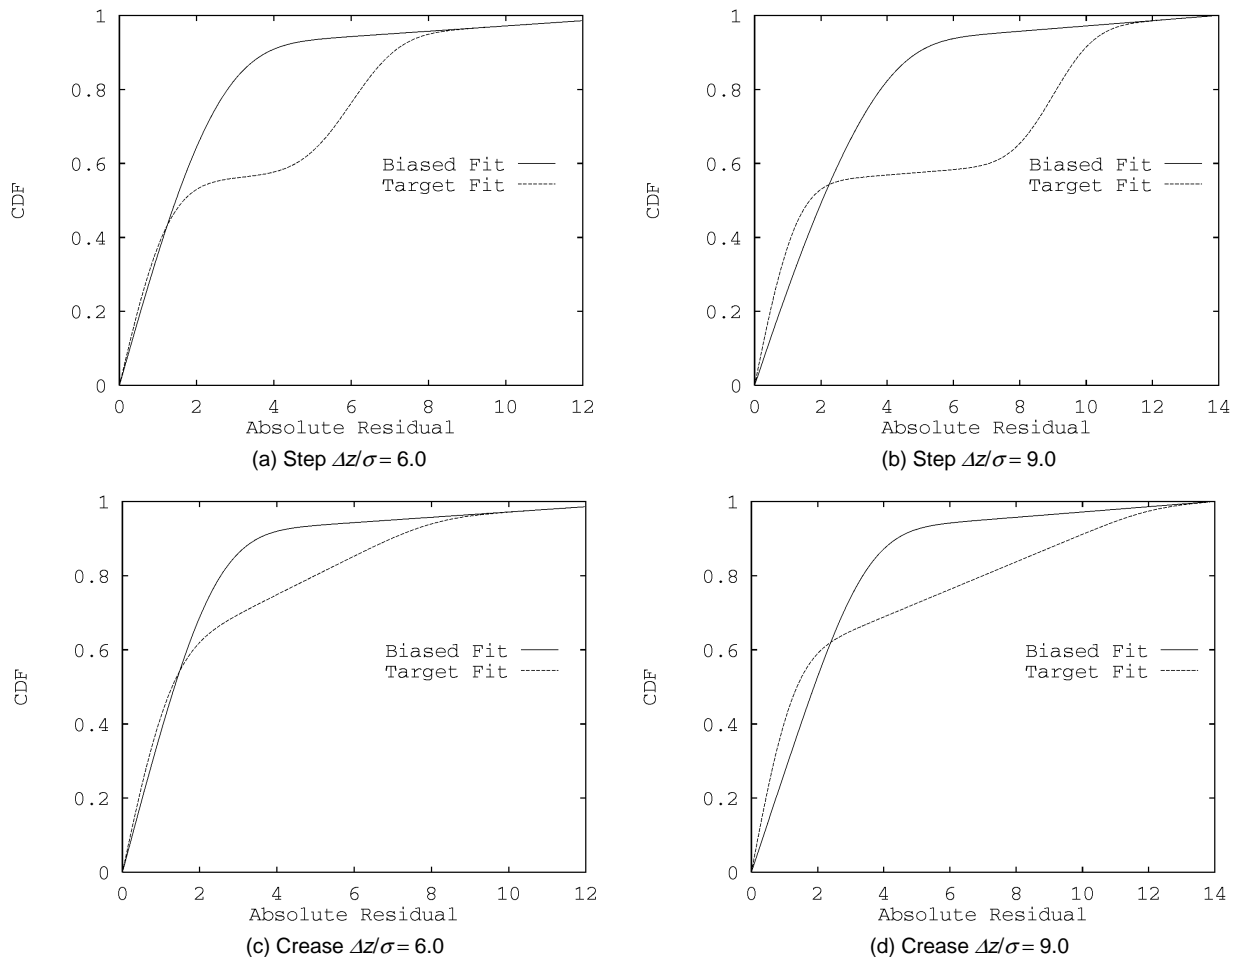 1
0.8
0.6
0.4
0.2
0
CDF
Biased Fit
Target Fit
0 2 4 6 8 10 12
Absolute Residual
(a) Step Δz/σ = 6.0
1
0.8
0.6
0.4
0.2
0
CDF
Biased Fit
Target Fit
0 2 4 6 8 10 12 14
Absolute Residual
(b) Step Δz/σ = 9.0
1
0.8
0.6
0.4
0.2
0
CDF
Biased Fit
Target Fit
0 2 4 6 8 10 12
Absolute Residual
(c) Crease Δz/σ = 6.0
1
0.8
0.6
0.4
0.2
0
CDF
Biased Fit
Target Fit
0 2 4 6 8 10 12 14
Absolute Residual
(d) Crease Δz/σ = 9.0